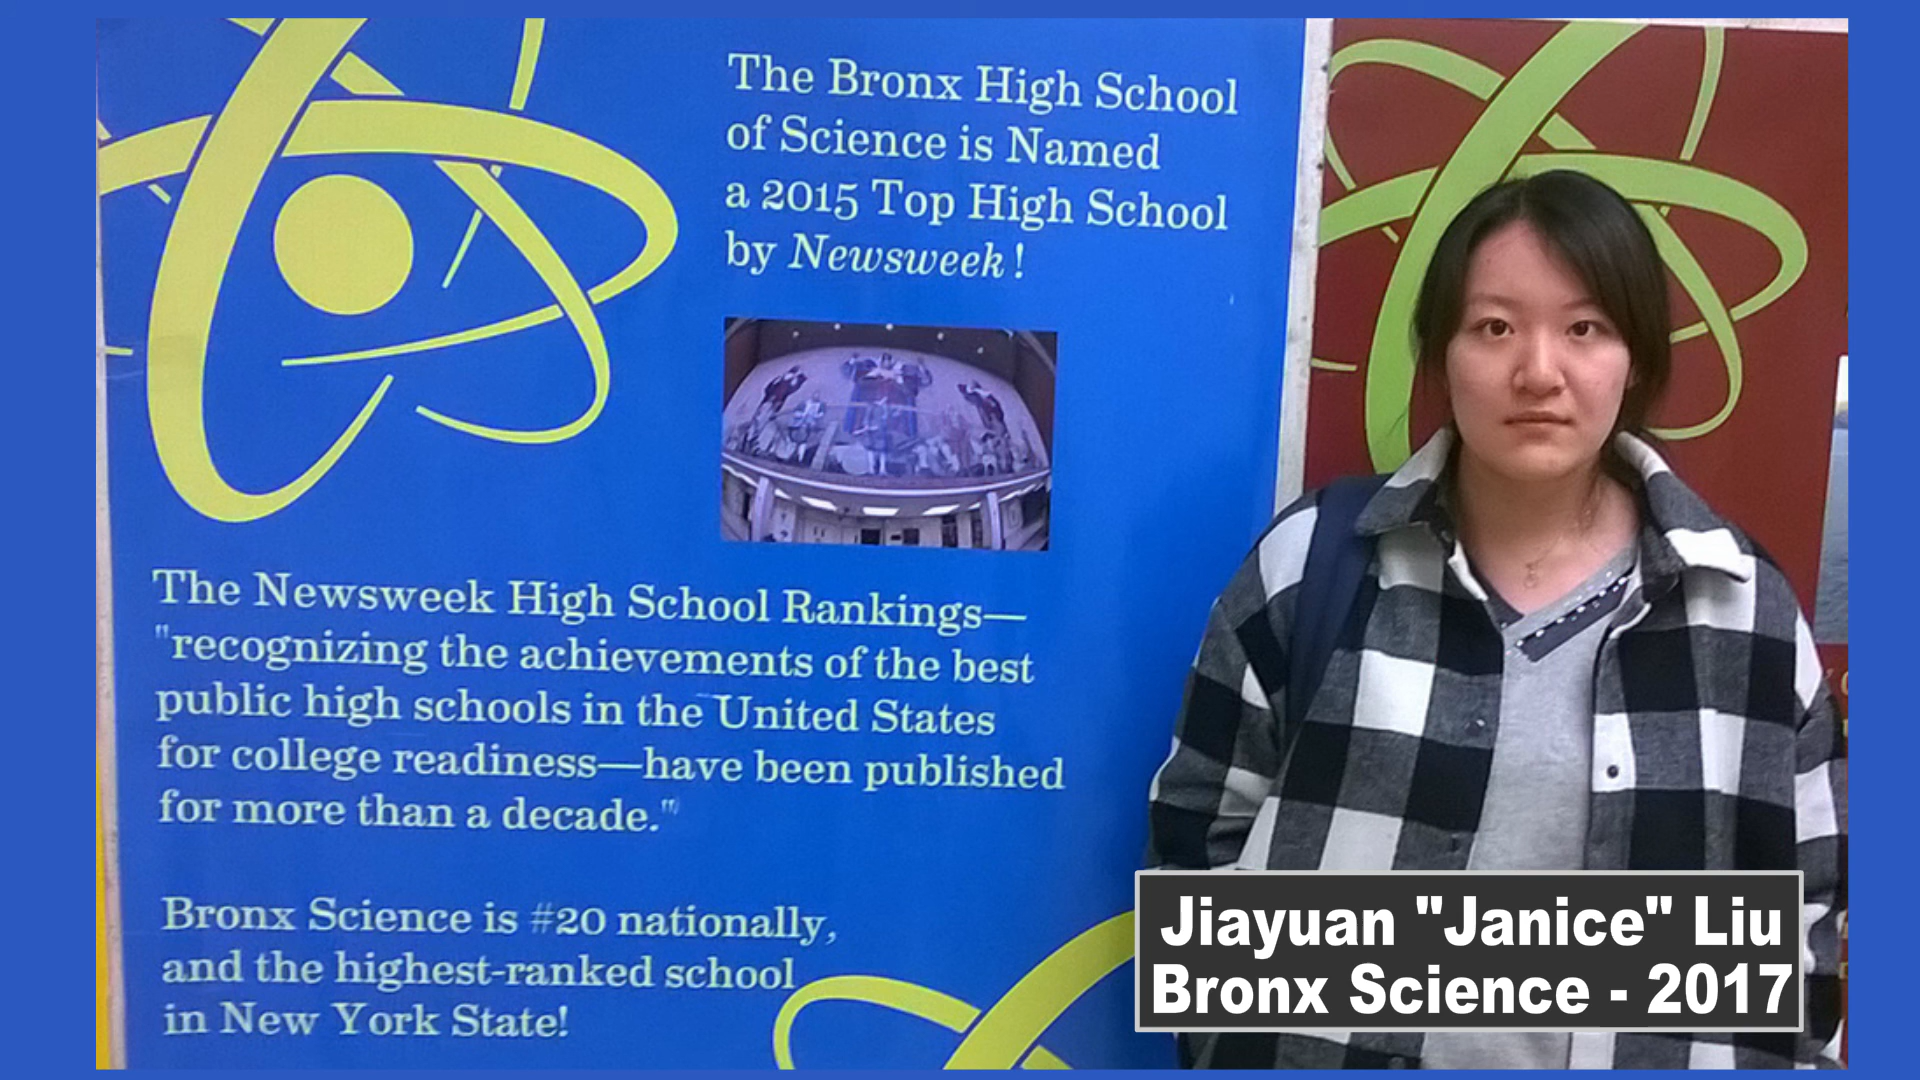 The Bronx High School
of Science is Named
a 2015 Top High School
by Newsweek!
The Newsweek High School Rankings—
"recognizing the achievements of the best
public high schools in the United States
for college readiness—have been published
for more than a decade."
Bronx Science is #20 nationally,
and the highest-ranked school
in New York State!
Jiayuan "Janice" Liu
Bronx Science - 2017